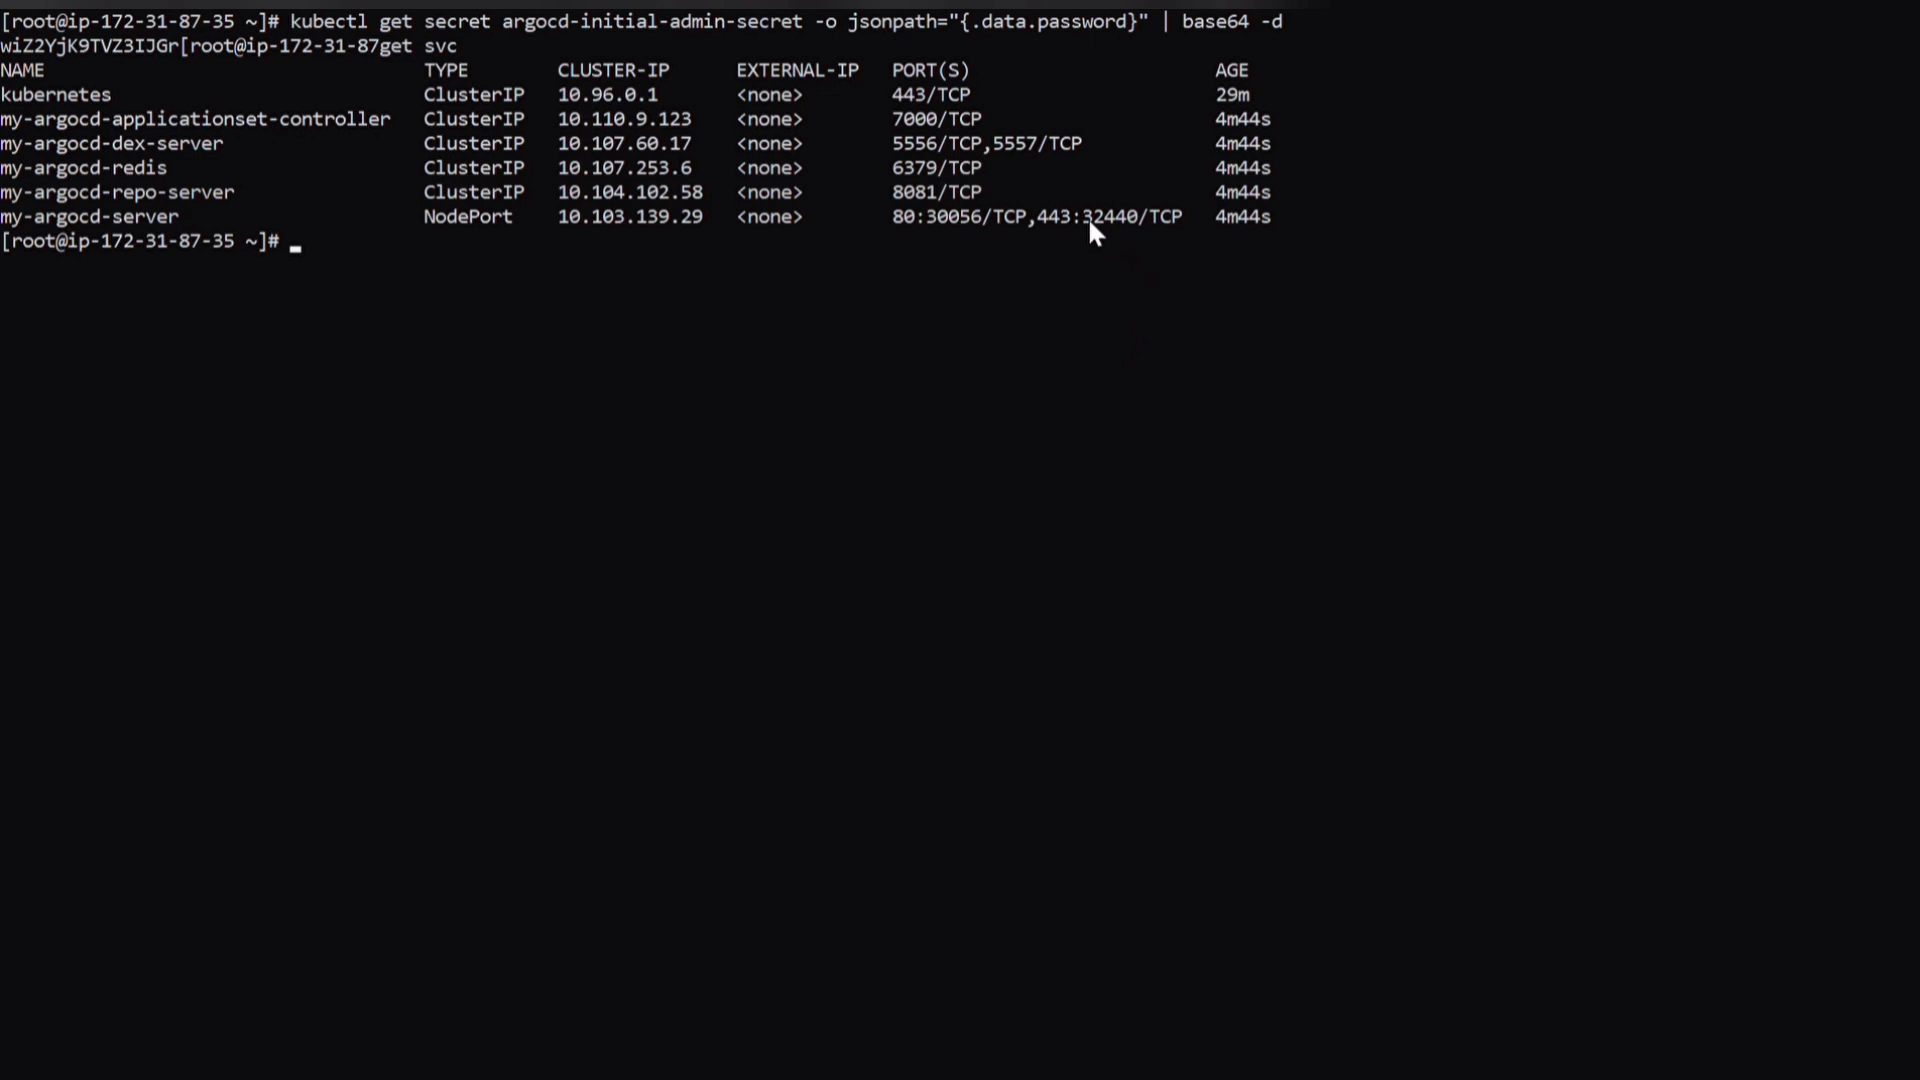 [root@ip-172-31-87-35 ~]# kubectl get secret argocd-initial-admin-secret -o jsonpath="{.data.password}" | base64 -d
wiZ2YjK9TVZ3IJGr[root@ip-172-31-87get svc
NAME TYPE CLUSTER-IP EXTERNAL-IP PORT(S) AGE
kubernetes ClusterIP 10.96.0.1 <none> 443/TCP 29m
my-argocd-applicationset-controller ClusterIP 10.110.9.123 <none> 7000/TCP 4m44s
my-argocd-dex-server ClusterIP 10.107.60.17 <none> 5556/TCP,5557/TCP 4m44s
my-argocd-redis ClusterIP 10.107.253.6 <none> 6379/TCP 4m44s
my-argocd-repo-server ClusterIP 10.104.102.58 <none> 8081/TCP 4m44s
my-argocd-server NodePort 10.103.139.29 <none> 80:30056/TCP,443:32440/TCP 4m44s
[root@ip-172-31-87-35 ~]#